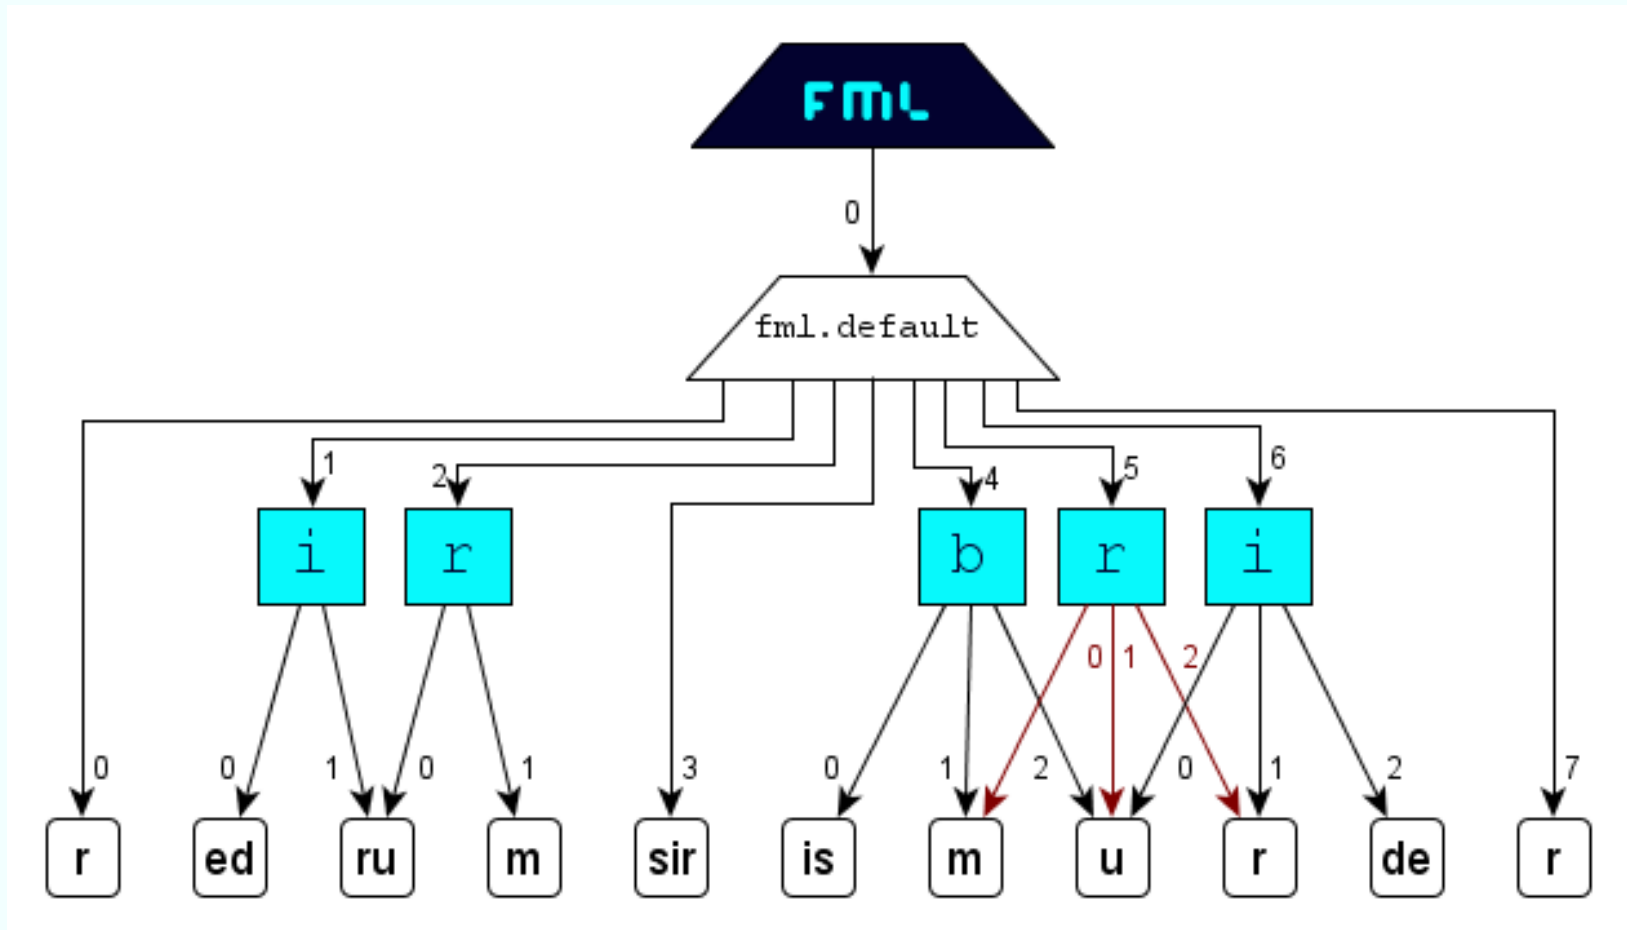 FML
0
fml.default
1 2 4 5 6
i r b r i
0 1 2
0 0 1 0 1 3 0 1 2 0 1 2 7
r ed ru m sir is m u r de r